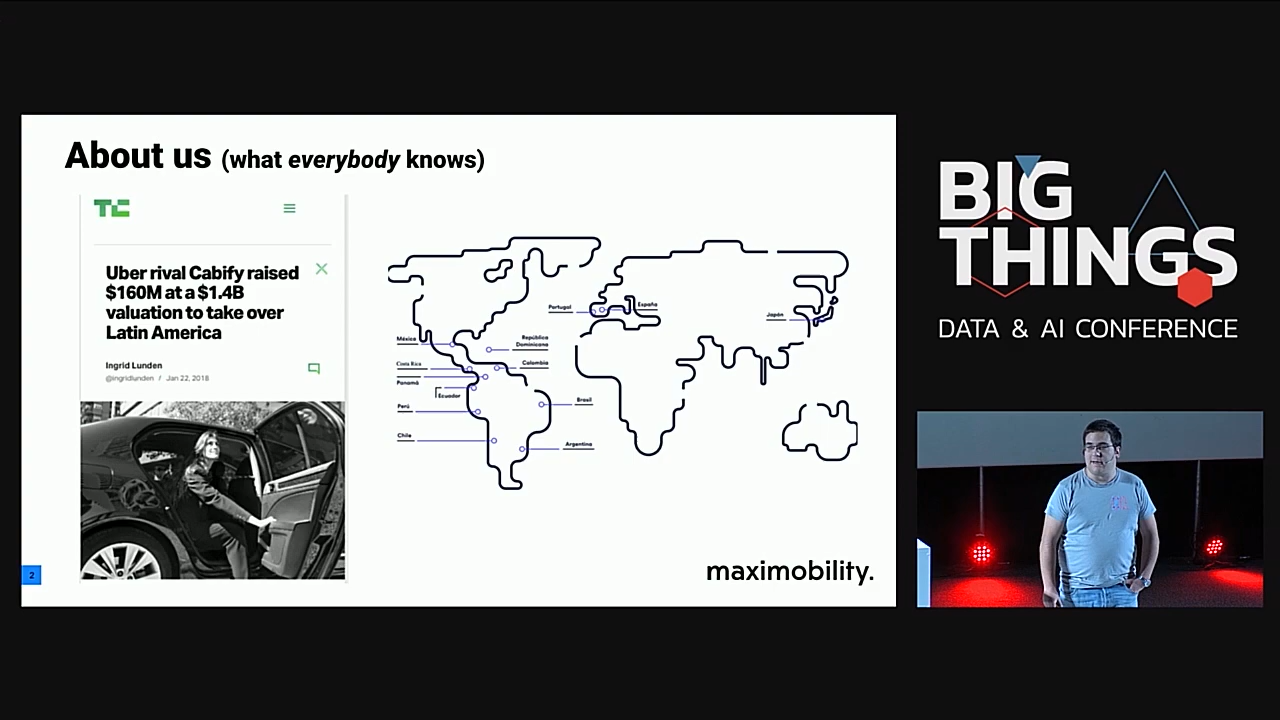 About us (what everybody knows)
TC
Uber rival Cabify raised
$160M at a $1.4B
valuation to take over
Latin America
Ingrid Lunden
@ingridlunden / Jan 22, 2018
México
Costa Rica
Panamá
Ecuador
Perú
Chile
República
Dominicana
Colombia
Brasil
Argentina
Portugal
España
Japón
maximobility.
2
BIG
THINGS
DATA & AI CONFERENCE